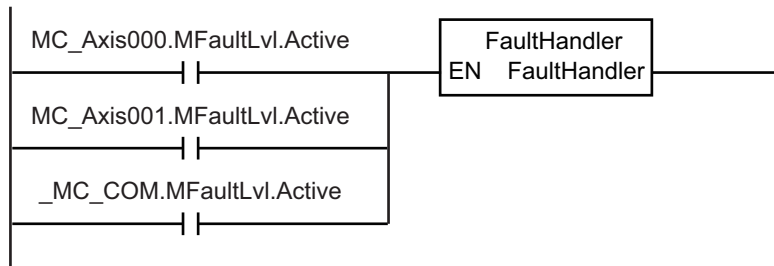 MC_Axis000.MFaultLvl.Active
FaultHandler
EN FaultHandler
MC_Axis001.MFaultLvl.Active
_MC_COM.MFaultLvl.Active